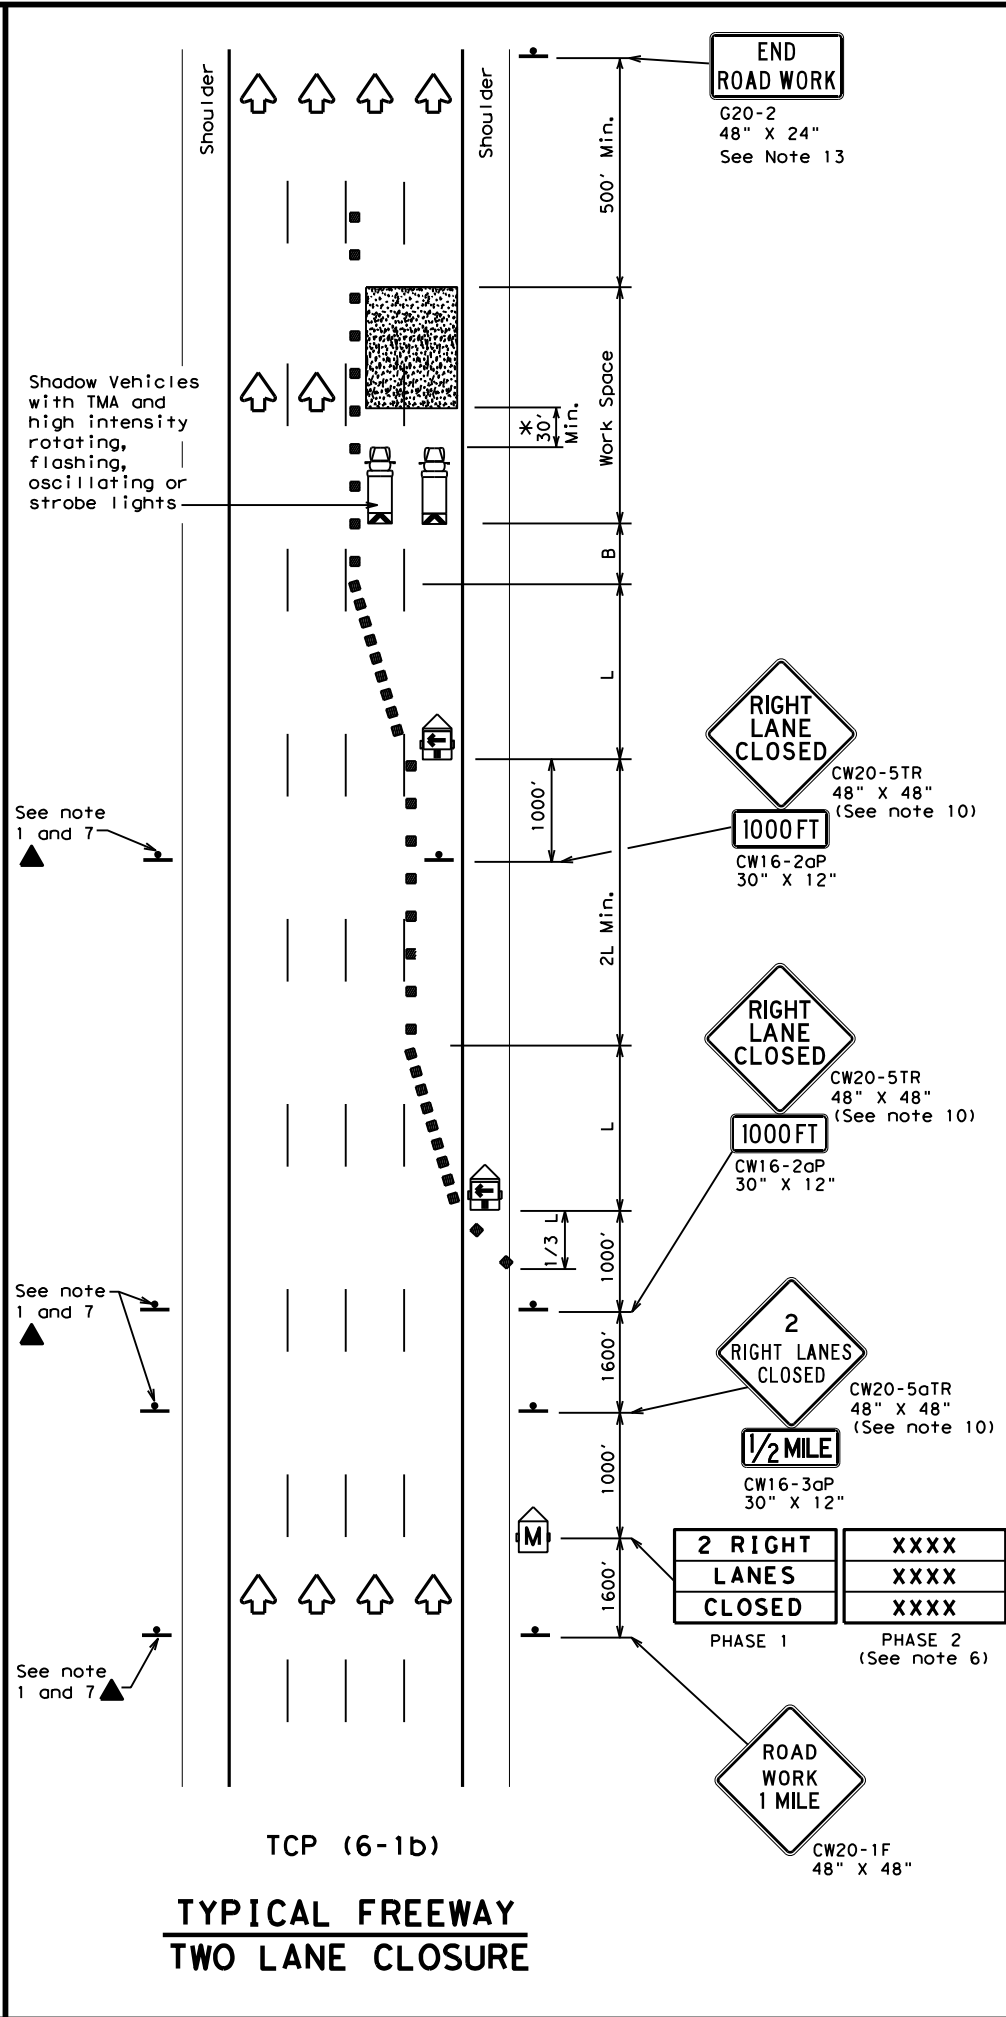 Shoulder
Shoulder
END
ROAD WORK
G20-2
48" X 24"
See Note 13
500' Min.
Shadow Vehicles
with TMA and
high intensity
rotating,
flashing,
oscillating or
strobe lights
*
30'
Min.
Work Space
B
L
RIGHT
LANE
CLOSED
CW20-5TR
48" X 48"
(See note 10)
1000 FT
CW16-2aP
30" X 12"
1000'
See note
1 and 7
2L Min.
RIGHT
LANE
CLOSED
CW20-5TR
48" X 48"
(See note 10)
1000 FT
CW16-2aP
30" X 12"
L
1/3 L
1000'
See note
1 and 7
1600'
2
RIGHT LANES
CLOSED
CW20-5aTR
48" X 48"
(See note 10)
1/2 MILE
CW16-3aP
30" X 12"
1000'
M
2 RIGHT
LANES
CLOSED
PHASE 1
XXXX
XXXX
XXXX
PHASE 2
(See note 6)
1600'
See note
1 and 7
ROAD
WORK
1 MILE
CW20-1F
48" X 48"
TCP (6-1b)
TYPICAL FREEWAY
TWO LANE CLOSURE